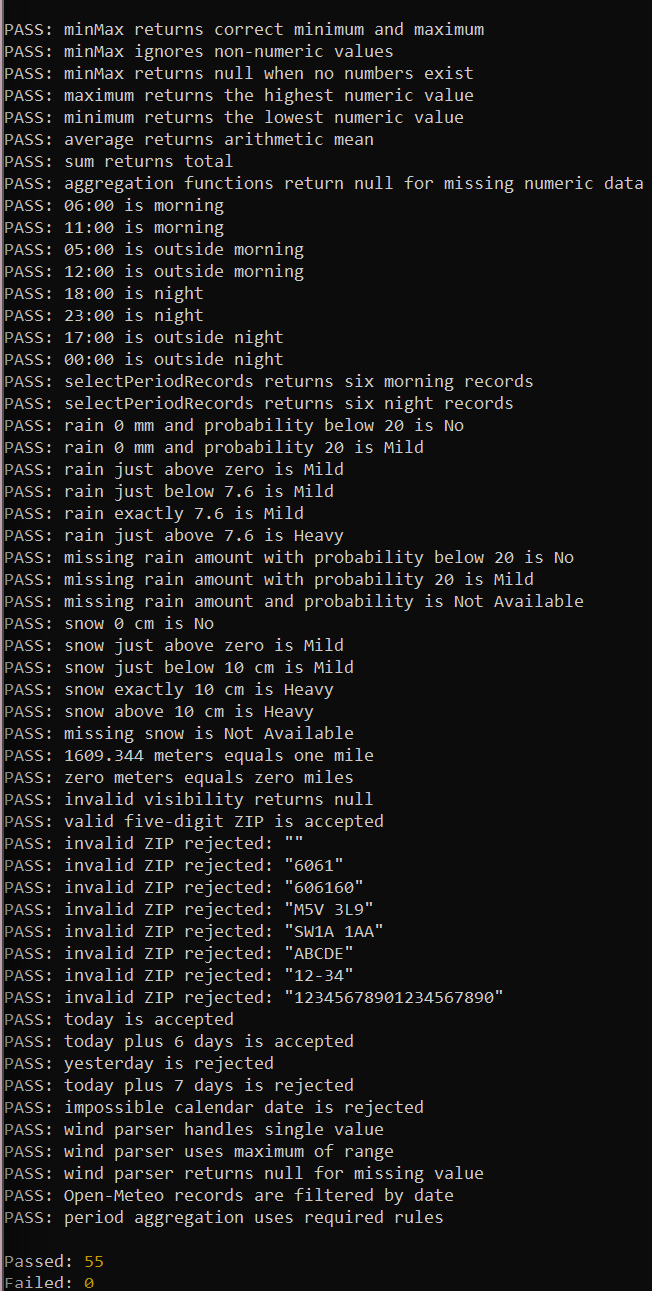 PASS: minMax returns correct minimum and maximum
PASS: minMax ignores non-numeric values
PASS: minMax returns null when no numbers exist
PASS: maximum returns the highest numeric value
PASS: minimum returns the lowest numeric value
PASS: average returns arithmetic mean
PASS: sum returns total
PASS: aggregation functions return null for missing numeric data
PASS: 06:00 is morning
PASS: 11:00 is morning
PASS: 05:00 is outside morning
PASS: 12:00 is outside morning
PASS: 18:00 is night
PASS: 23:00 is night
PASS: 17:00 is outside night
PASS: 00:00 is outside night
PASS: selectPeriodRecords returns six morning records
PASS: selectPeriodRecords returns six night records
PASS: rain 0 mm and probability below 20 is No
PASS: rain 0 mm and probability 20 is Mild
PASS: rain just above zero is Mild
PASS: rain just below 7.6 is Mild
PASS: rain exactly 7.6 is Mild
PASS: rain just above 7.6 is Heavy
PASS: missing rain amount with probability below 20 is No
PASS: missing rain amount with probability 20 is Mild
PASS: missing rain amount and probability is Not Available
PASS: snow 0 cm is No
PASS: snow just above zero is Mild
PASS: snow just below 10 cm is Mild
PASS: snow exactly 10 cm is Heavy
PASS: snow above 10 cm is Heavy
PASS: missing snow is Not Available
PASS: 1609.344 meters equals one mile
PASS: zero meters equals zero miles
PASS: invalid visibility returns null
PASS: valid five-digit ZIP is accepted
PASS: invalid ZIP rejected: ""
PASS: invalid ZIP rejected: "6061"
PASS: invalid ZIP rejected: "606160"
PASS: invalid ZIP rejected: "M5V 3L9"
PASS: invalid ZIP rejected: "SW1A 1AA"
PASS: invalid ZIP rejected: "ABCDE"
PASS: invalid ZIP rejected: "12-34"
PASS: invalid ZIP rejected: "12345678901234567890"
PASS: today is accepted
PASS: today plus 6 days is accepted
PASS: yesterday is rejected
PASS: today plus 7 days is rejected
PASS: impossible calendar date is rejected
PASS: wind parser handles single value
PASS: wind parser uses maximum of range
PASS: wind parser returns null for missing value
PASS: Open-Meteo records are filtered by date
PASS: period aggregation uses required rules
Passed: 55
Failed: 0